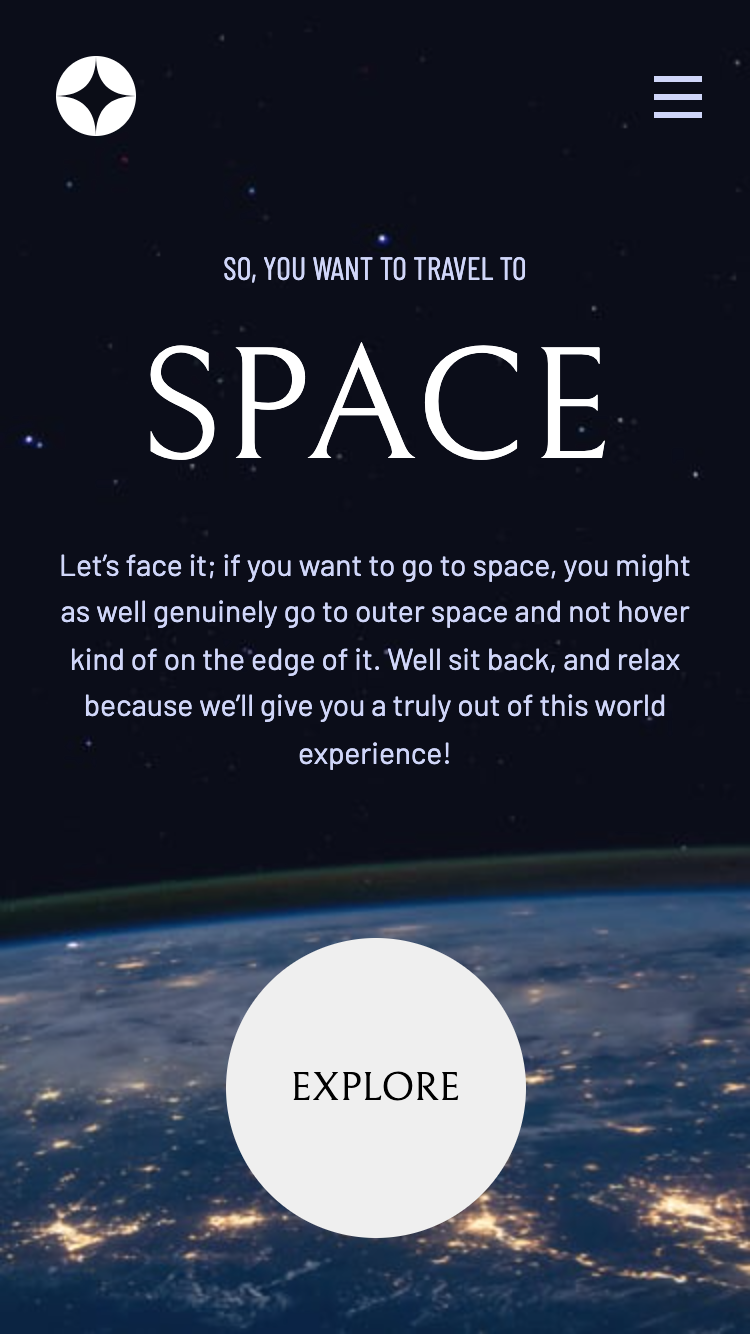 SO, YOU WANT TO TRAVEL TO
SPACE
Let’s face it; if you want to go to space, you might
as well genuinely go to outer space and not hover
kind of on the edge of it. Well sit back, and relax
because we’ll give you a truly out of this world
experience!
EXPLORE